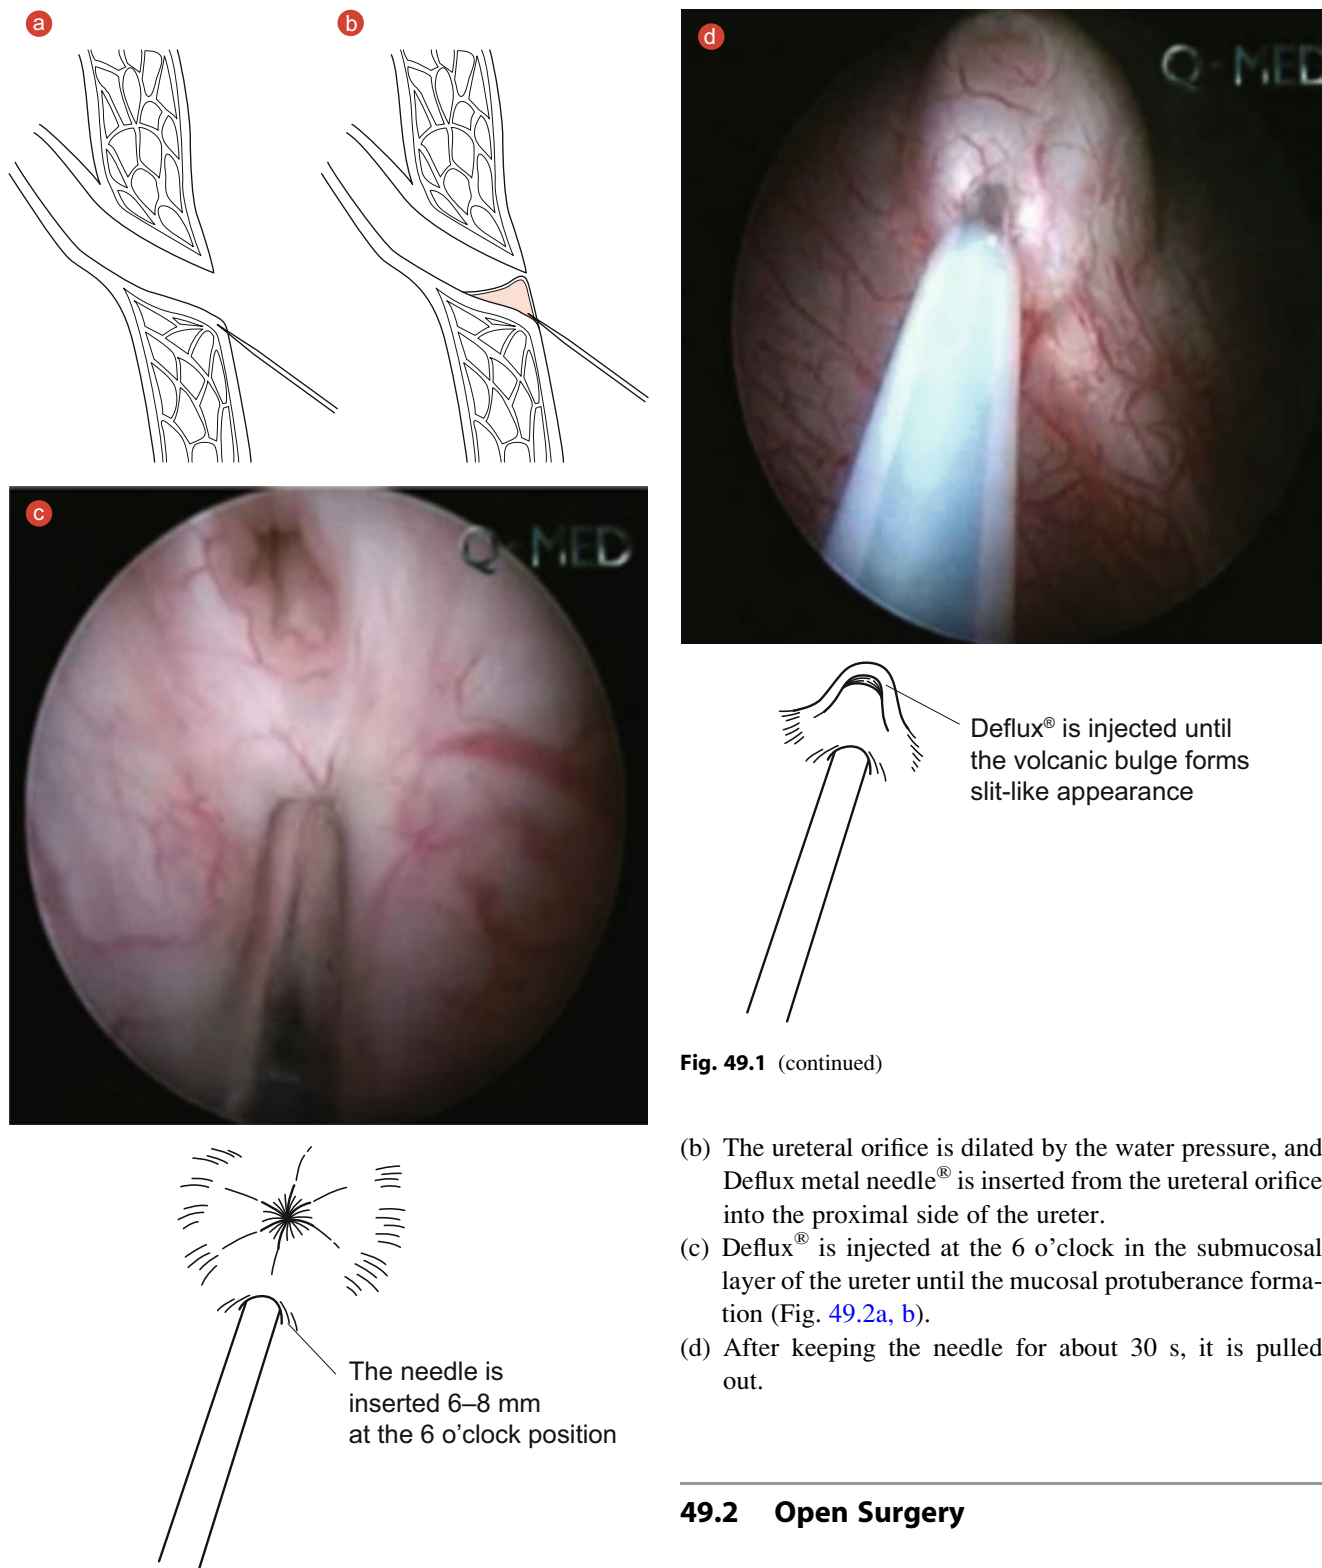 a
b
c
Q-MED
The needle is
inserted 6–8 mm
at the 6 o’clock position
d
Q-MED
Deflux® is injected until
the volcanic bulge forms
slit-like appearance
Fig. 49.1 (continued)
(b) The ureteral orifice is dilated by the water pressure, and
Deflux metal needle® is inserted from the ureteral orifice
into the proximal side of the ureter.
(c) Deflux® is injected at the 6 o’clock in the submucosal
layer of the ureter until the mucosal protuberance forma-
tion (Fig. 49.2a, b).
(d) After keeping the needle for about 30 s, it is pulled
out.
49.2 Open Surgery